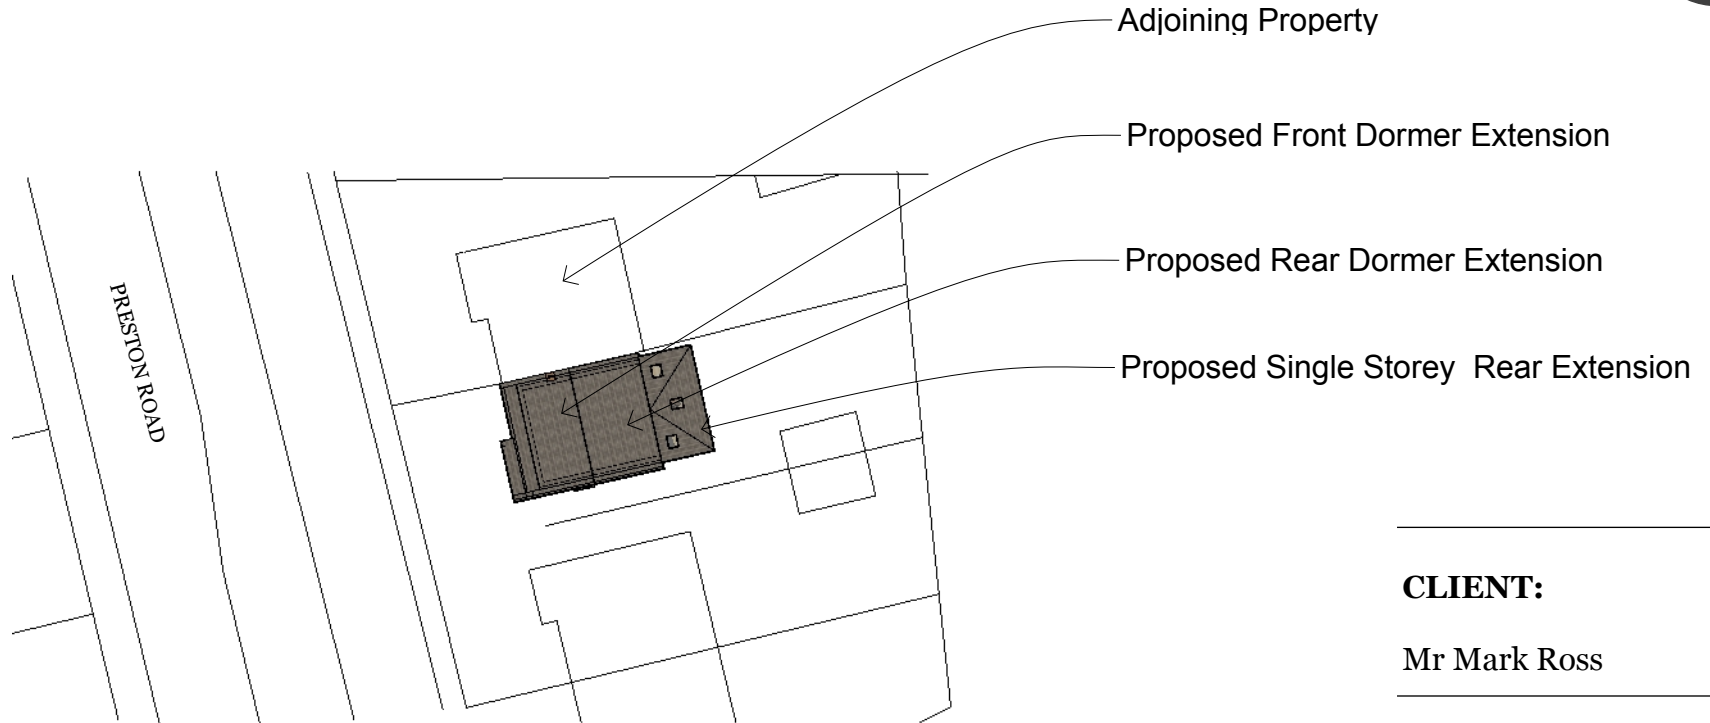 Adjoining Property
Proposed Front Dormer Extension
Proposed Rear Dormer Extension
Proposed Single Storey  Rear Extension
PRESTON ROAD
CLIENT:
Mr Mark Ross